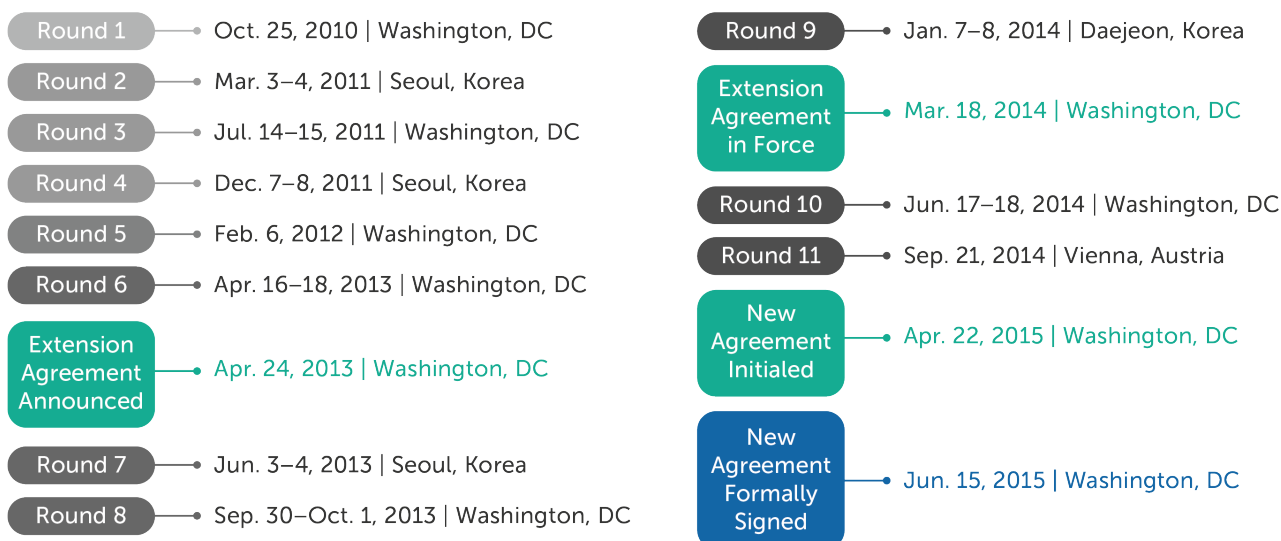 Round 1 Oct. 25, 2010 | Washington, DC
Round 2 Mar. 3–4, 2011 | Seoul, Korea
Round 3 Jul. 14–15, 2011 | Washington, DC
Round 4 Dec. 7–8, 2011 | Seoul, Korea
Round 5 Feb. 6, 2012 | Washington, DC
Round 6 Apr. 16–18, 2013 | Washington, DC
Extension
Agreement
Announced
Apr. 24, 2013 | Washington, DC
Round 7 Jun. 3–4, 2013 | Seoul, Korea
Round 8 Sep. 30–Oct. 1, 2013 | Washington, DC
Round 9 Jan. 7–8, 2014 | Daejeon, Korea
Extension
Agreement
in Force
Mar. 18, 2014 | Washington, DC
Round 10 Jun. 17–18, 2014 | Washington, DC
Round 11 Sep. 21, 2014 | Vienna, Austria
New
Agreement
Initialed
Apr. 22, 2015 | Washington, DC
New
Agreement
Formally
Signed
Jun. 15, 2015 | Washington, DC